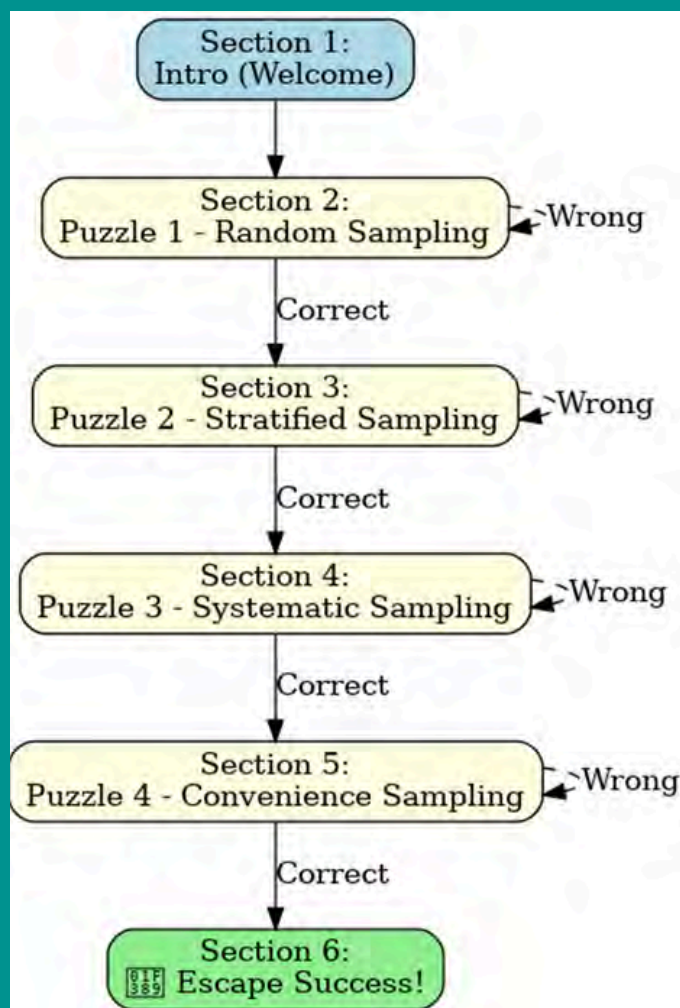 Section 1:
Intro (Welcome)
Section 2:
Puzzle 1 - Random Sampling
Wrong
Correct
Section 3:
Puzzle 2 - Stratified Sampling
Wrong
Correct
Section 4:
Puzzle 3 - Systematic Sampling
Wrong
Correct
Section 5:
Puzzle 4 - Convenience Sampling
Wrong
Correct
Section 6:
Escape Success!